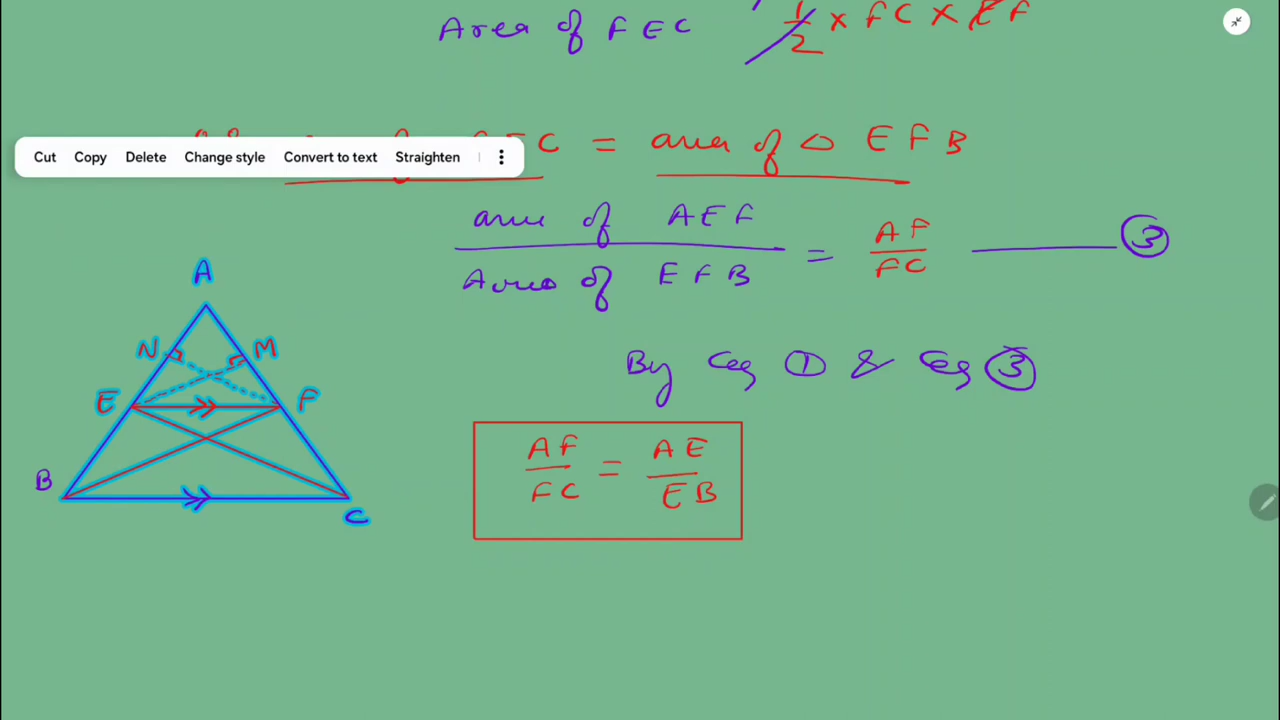 Area of FEC 1/2 × FC × EF
Cut Copy Delete Change style Convert to text Straighten
C = area of △ EFB
area of AEF / Area of EFB = AF / FC ——— ③
By Eq ① & Eq ③
AF / FC = AE / EB
A
N M
E F
B
C